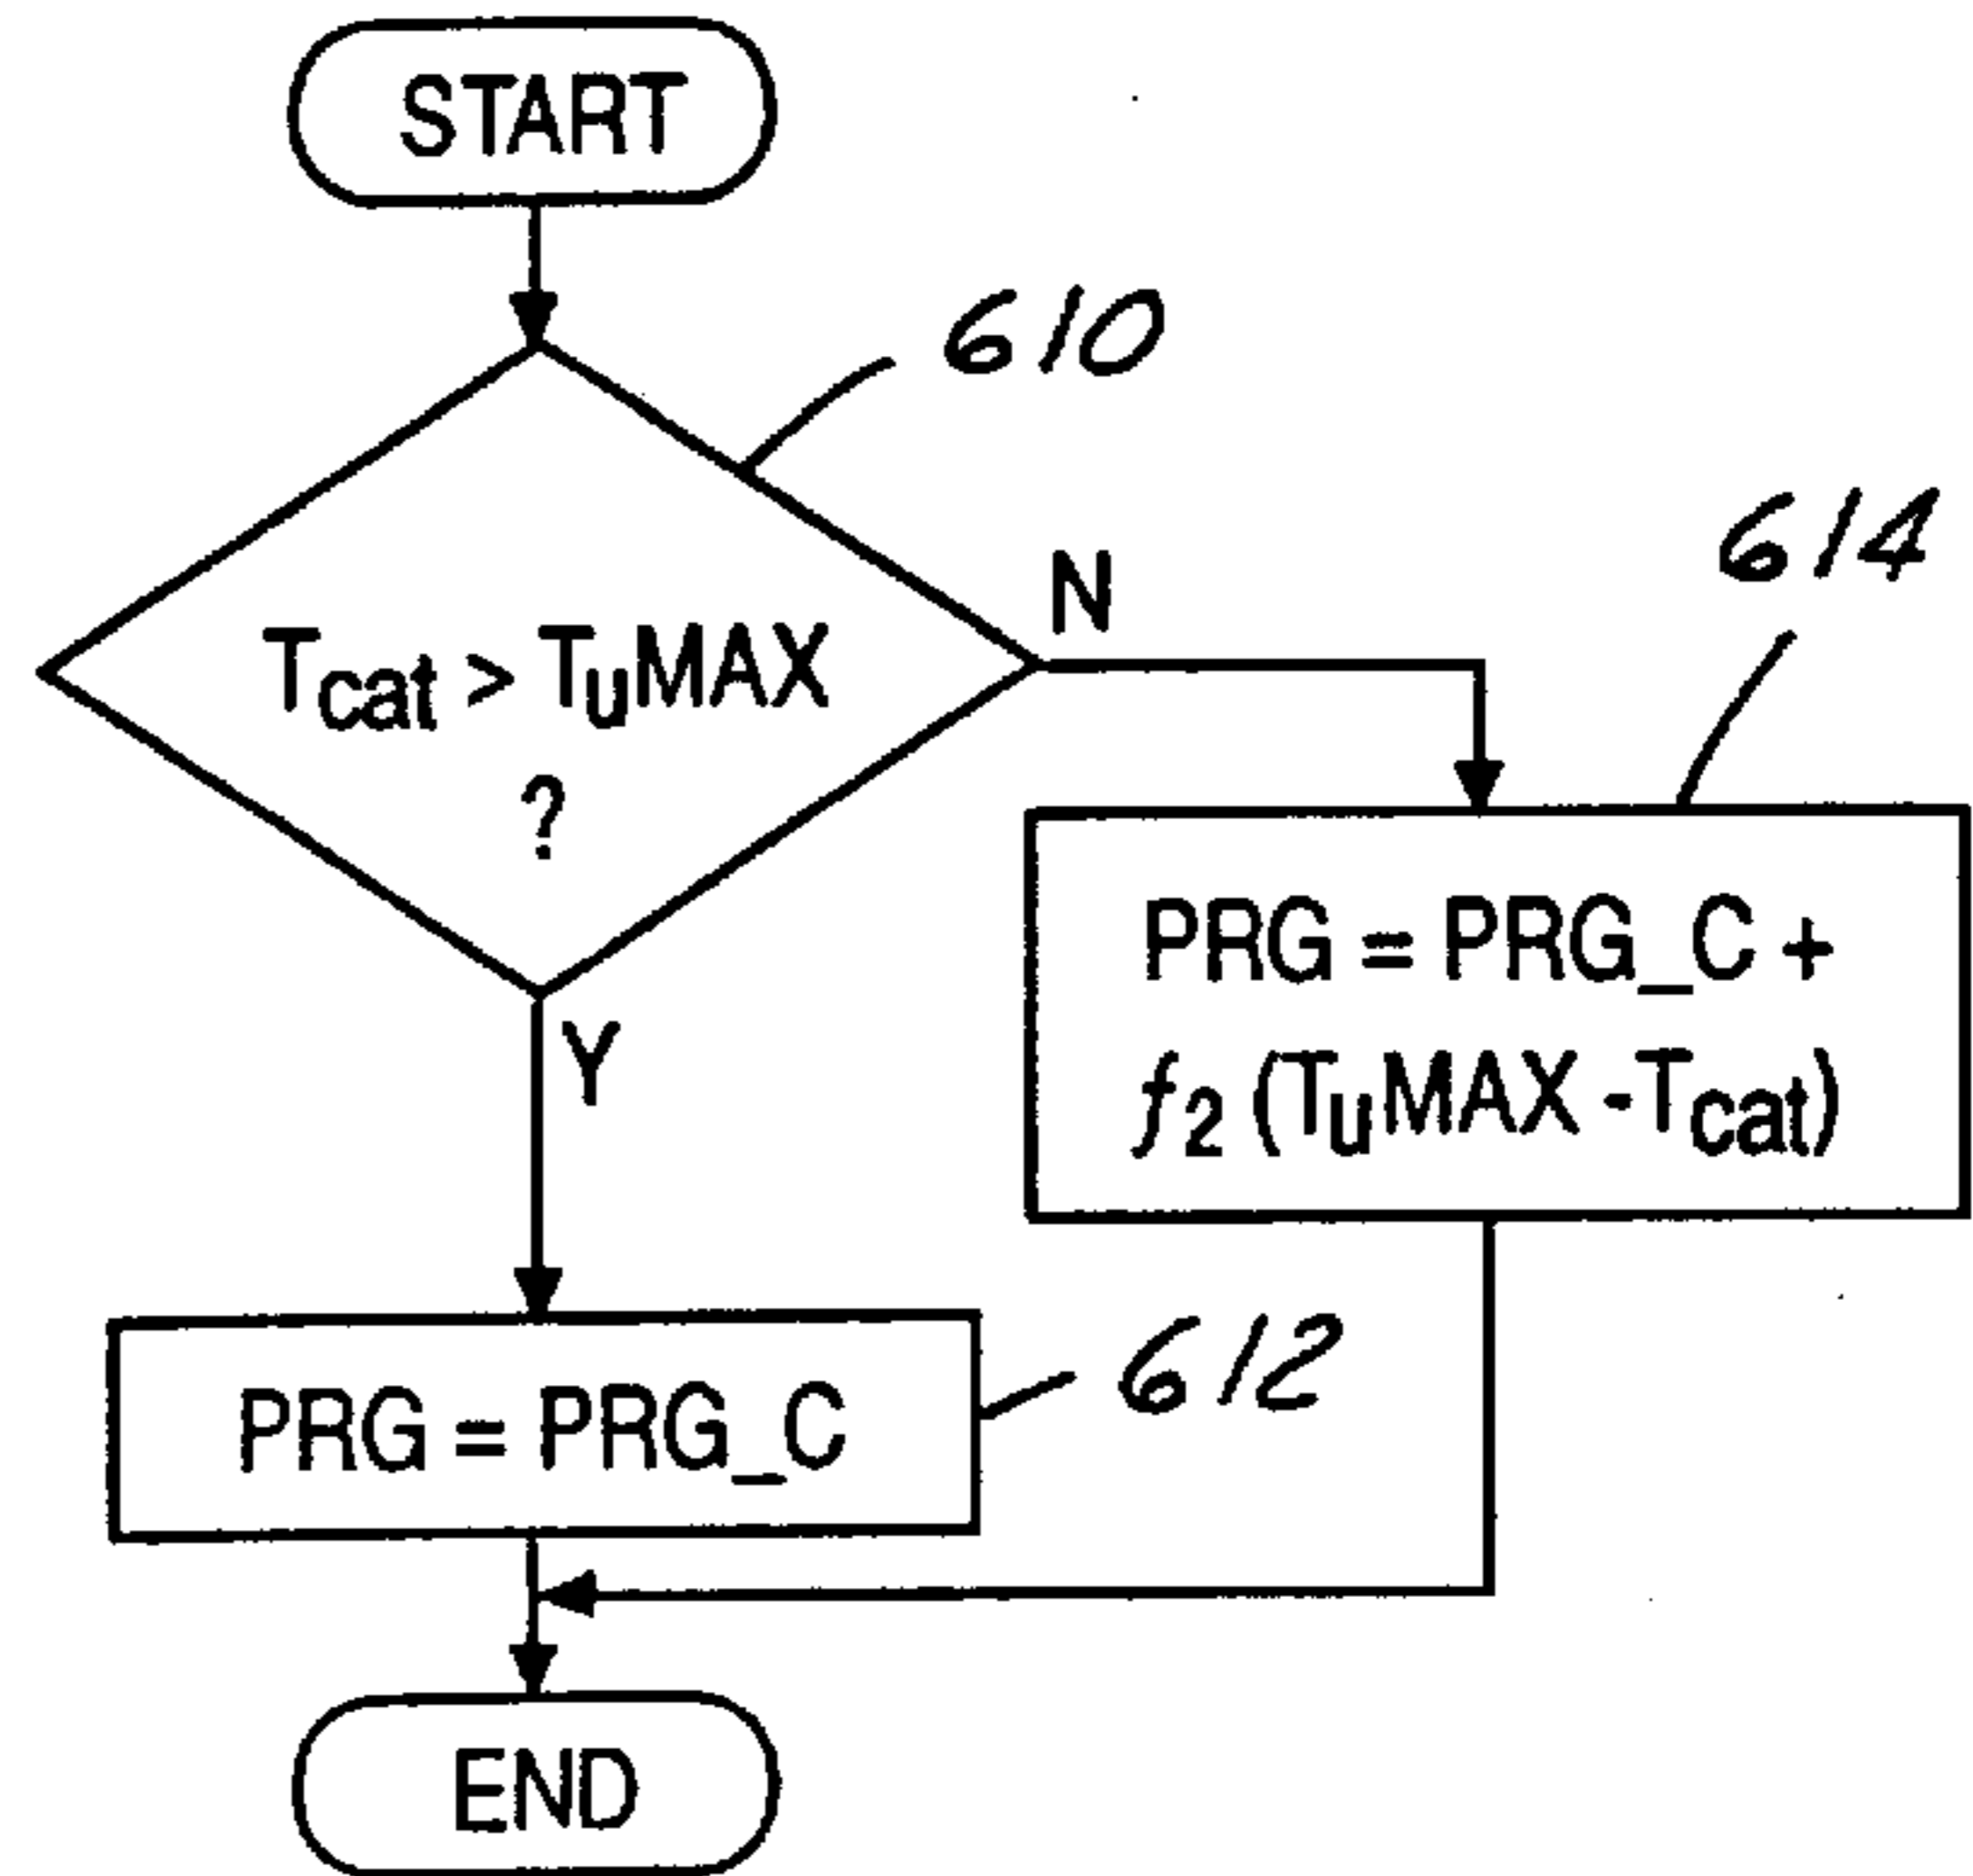 START
610
614
N
Tcat > TuMAX
?
PRG = PRG_C +
f2 (TuMAX - Tcat)
Y
612
PRG = PRG_C
END